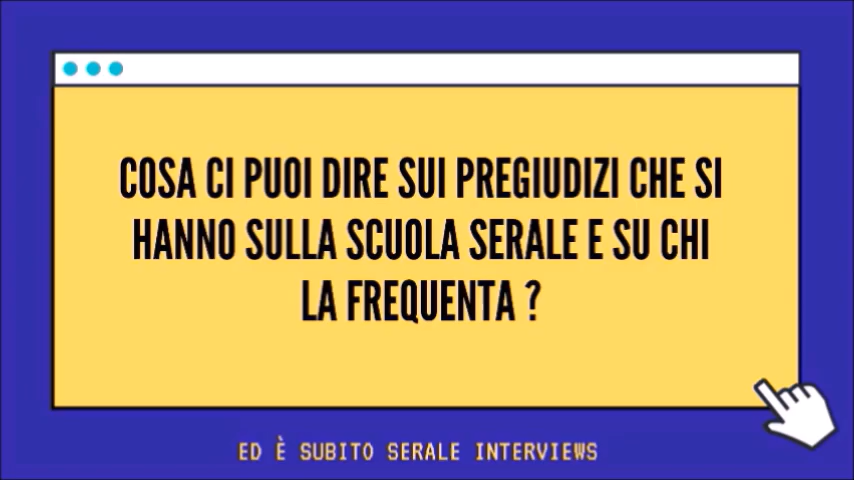 COSA CI PUOI DIRE SUI PREGIUDIZI CHE SI
HANNO SULLA SCUOLA SERALE E SU CHI
LA FREQUENTA ?
ED È SUBITO SERALE INTERVIEWS